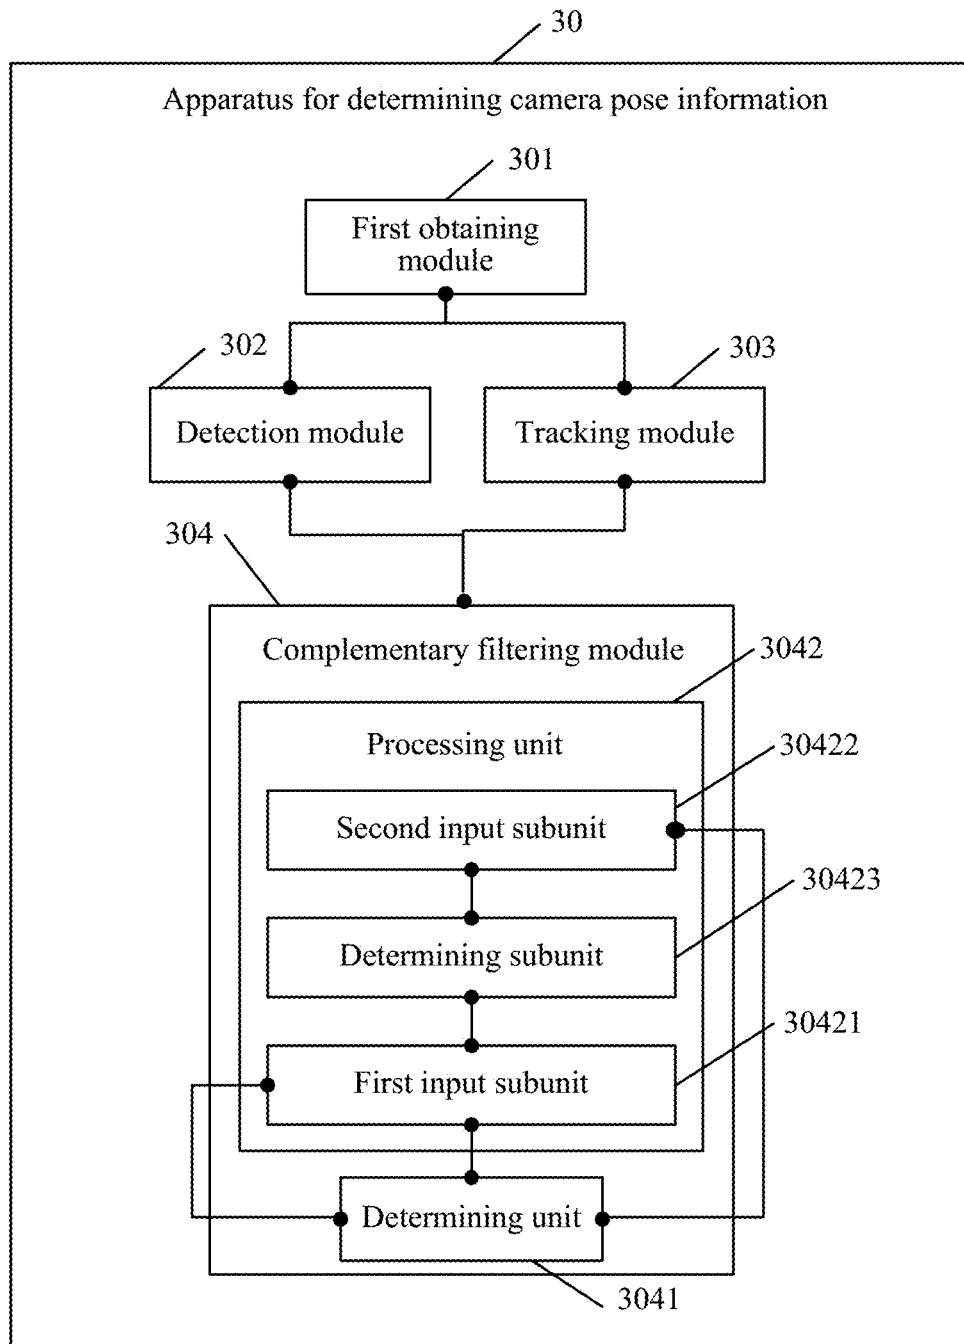 30
Apparatus for determining camera pose information
301
First obtaining
module
302
303
Detection module
Tracking module
304
Complementary filtering module
3042
Processing unit
30422
Second input subunit
30423
Determining subunit
30421
First input subunit
Determining unit
3041